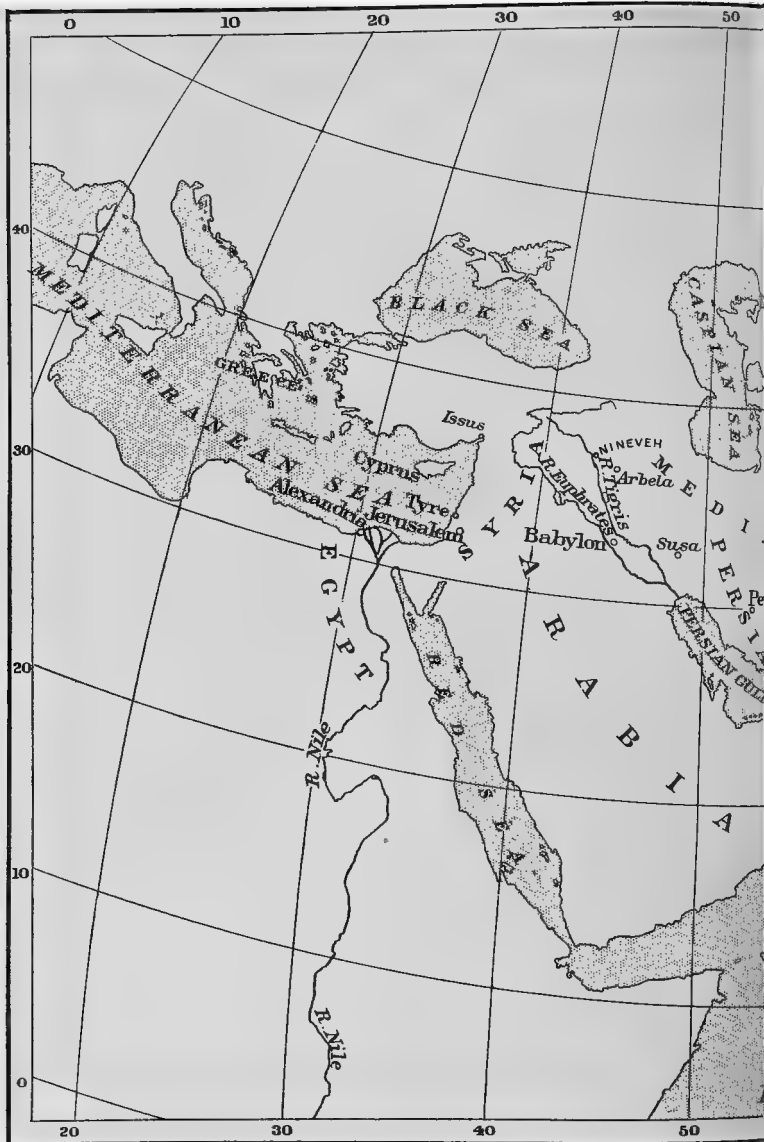 0 10 20 30 40 50
40
30
20
10
0
20 30 40 50
MEDITERRANEAN SEA
BLACK SEA
CASPIAN SEA
GREECE
Issus
Cyprus
NINEVEH
Arbela
R. Tigris
R. Euphrates
MEDI
Tyre
Alexandria
Jerusalem
SYRIA
Babylon
Susa
PERSIA
Pe
PERSIAN GULF
EGYPT
ARABIA
RED SEA
R. Nile
R. Nile